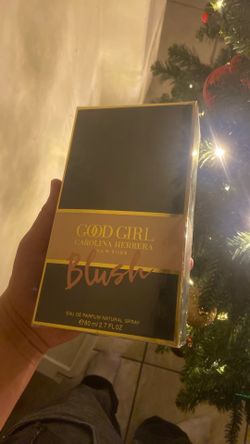 GOOD GIRL
CAROLINA HERRERA
NEW YORK
Blush
EAU DE PARFUM NATURAL SPRAY
℮ 80 ml 2.7 FL.OZ